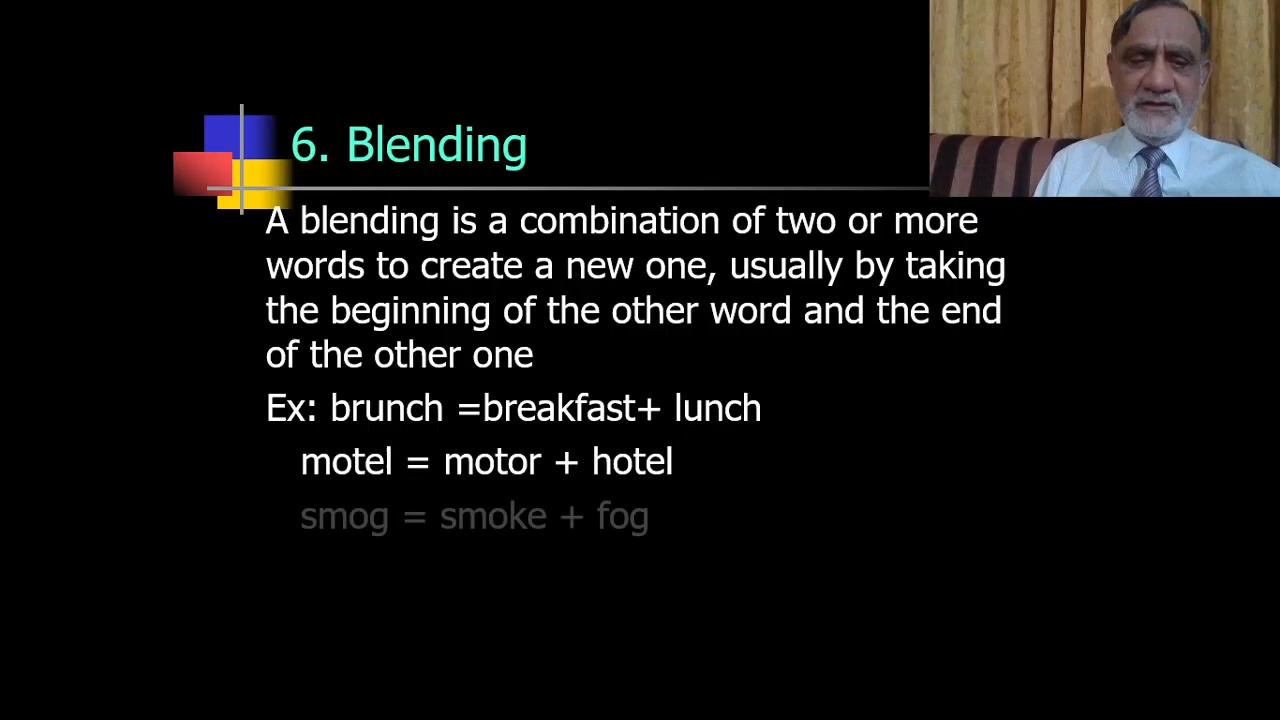 6. Blending
A blending is a combination of two or more
words to create a new one, usually by taking
the beginning of the other word and the end
of the other one
Ex: brunch =breakfast+ lunch
motel = motor + hotel
smog = smoke + fog